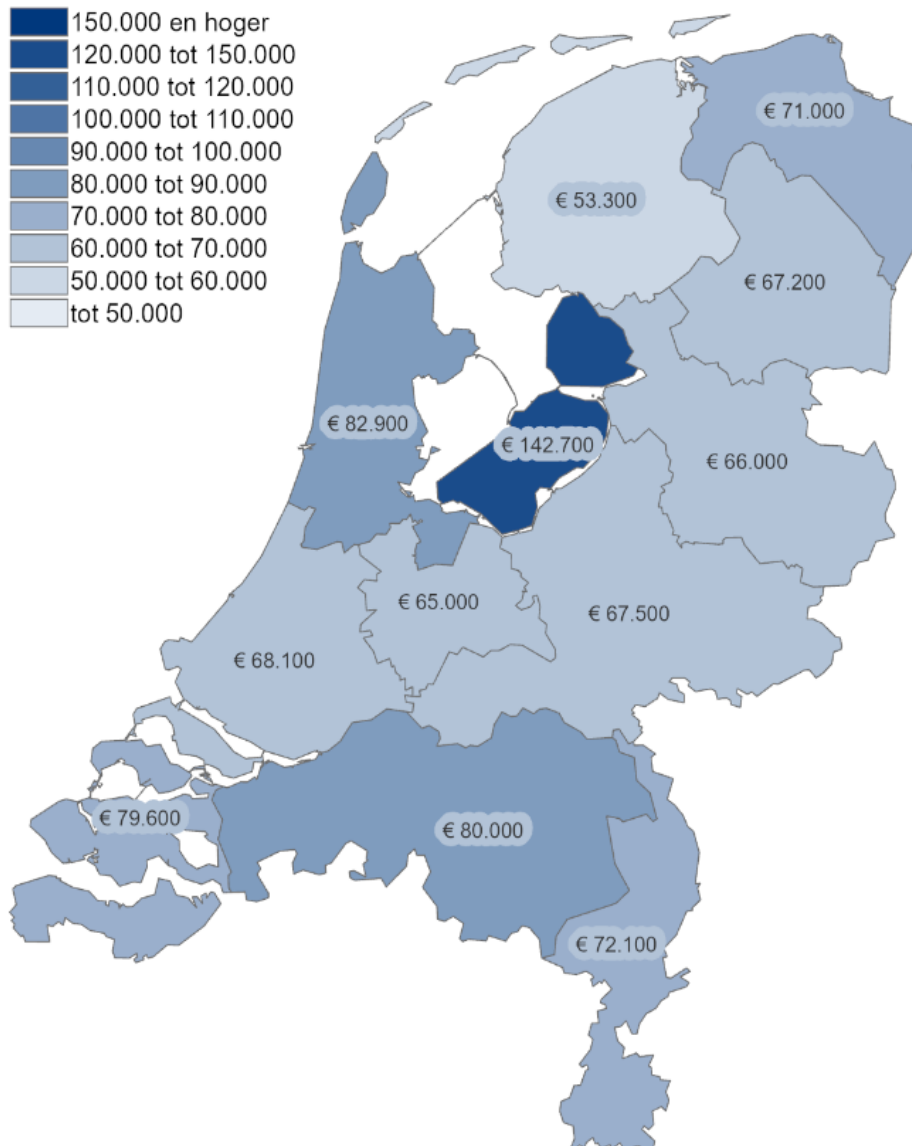 150.000 en hoger
120.000 tot 150.000
110.000 tot 120.000
100.000 tot 110.000
90.000 tot 100.000
80.000 tot 90.000
70.000 tot 80.000
60.000 tot 70.000
50.000 tot 60.000
tot 50.000
€ 71.000
€ 53.300
€ 67.200
€ 82.900
€ 142.700
€ 66.000
€ 65.000
€ 67.500
€ 68.100
€ 79.600
€ 80.000
€ 72.100